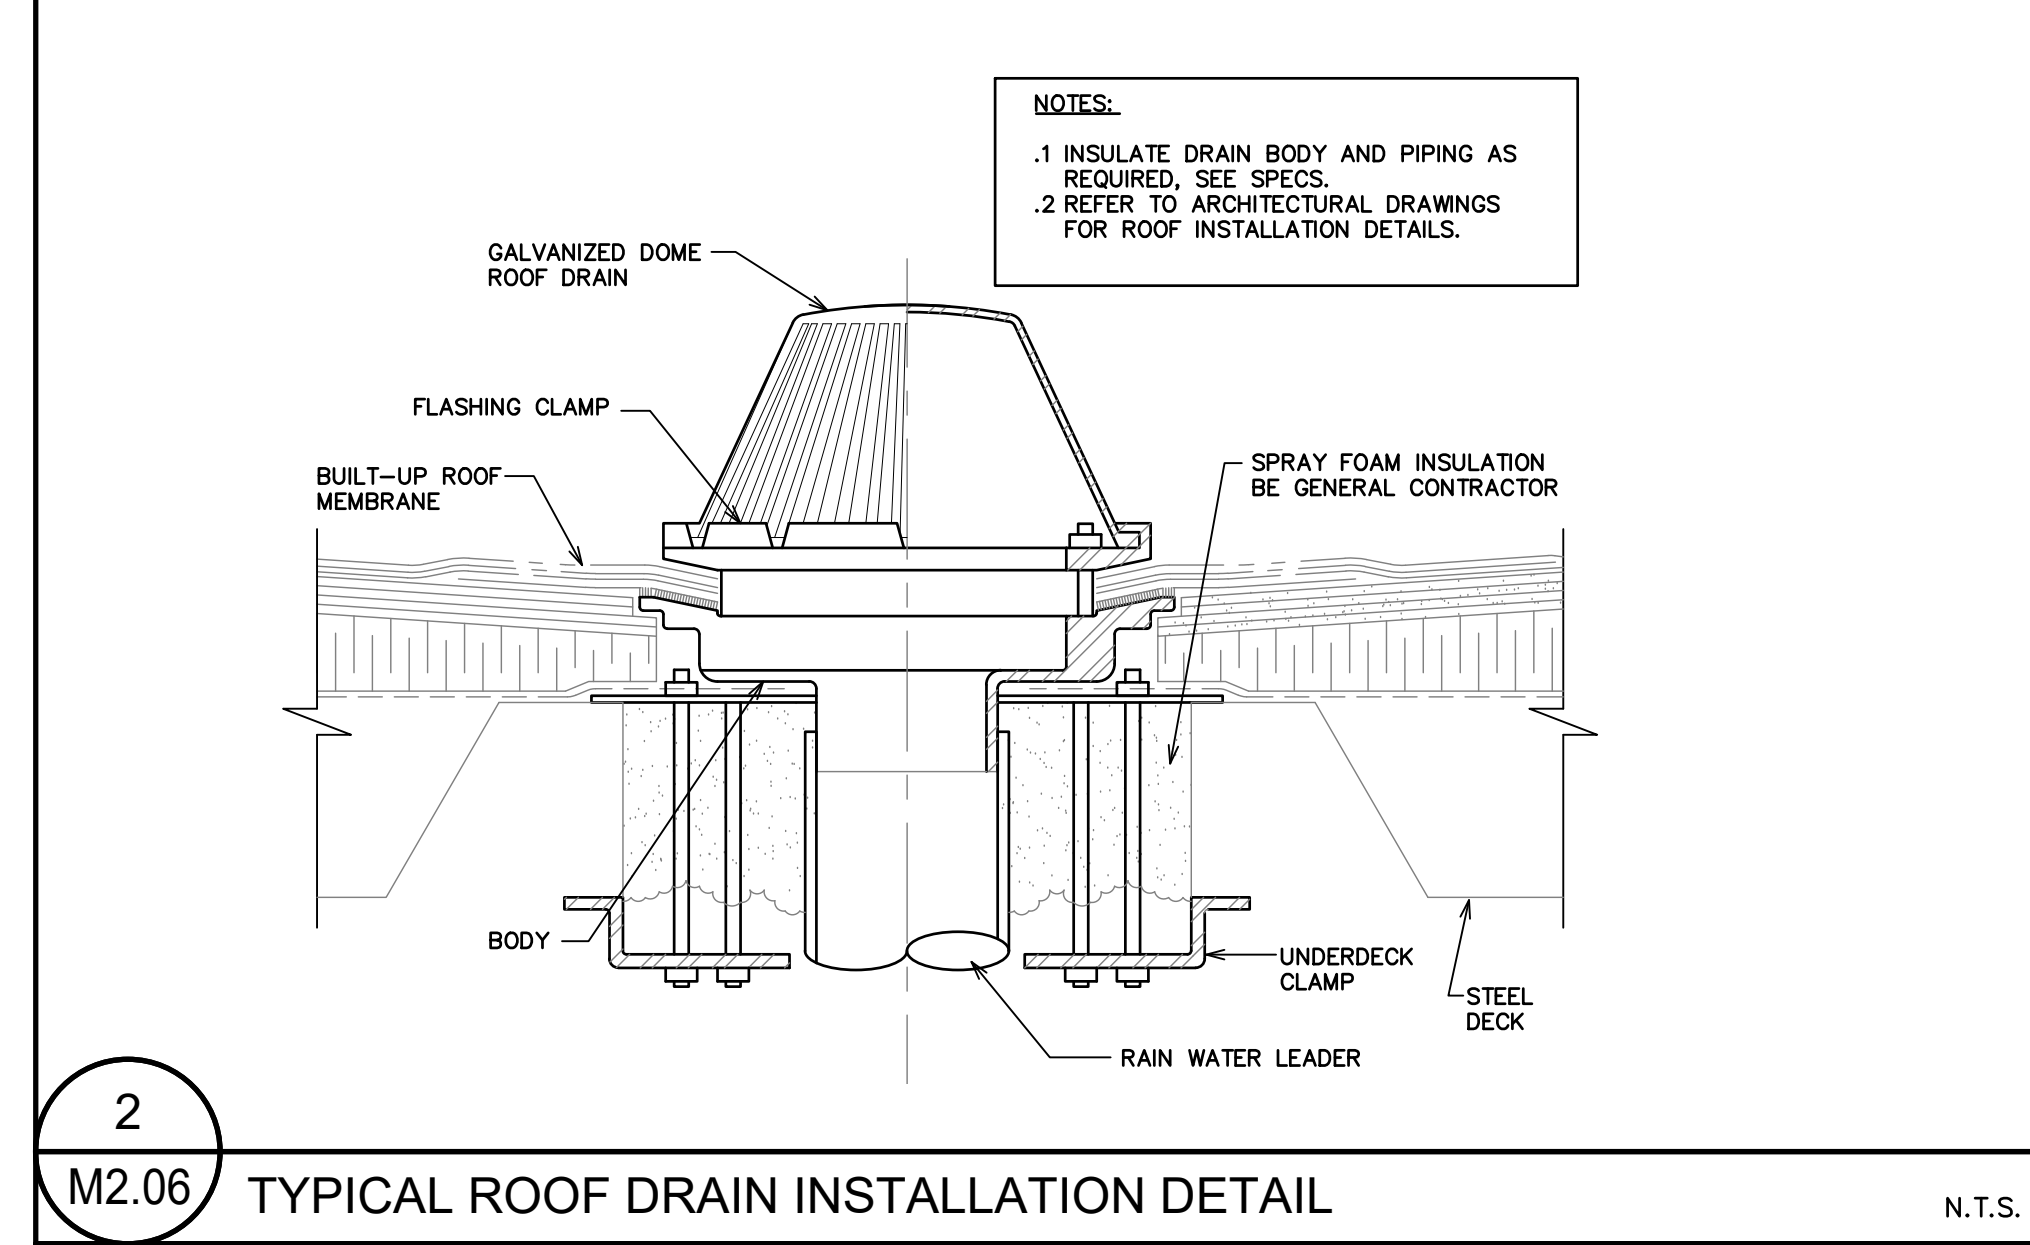 NOTES:
.1 INSULATE DRAIN BODY AND PIPING AS
REQUIRED, SEE SPECS.
.2 REFER TO ARCHITECTURAL DRAWINGS
FOR ROOF INSTALLATION DETAILS.
GALVANIZED DOME
ROOF DRAIN
FLASHING CLAMP
BUILT-UP ROOF
MEMBRANE
SPRAY FOAM INSULATION
BE GENERAL CONTRACTOR
BODY
UNDERDECK
CLAMP
STEEL
DECK
RAIN WATER LEADER
2
M2.06
TYPICAL ROOF DRAIN INSTALLATION DETAIL
N.T.S.